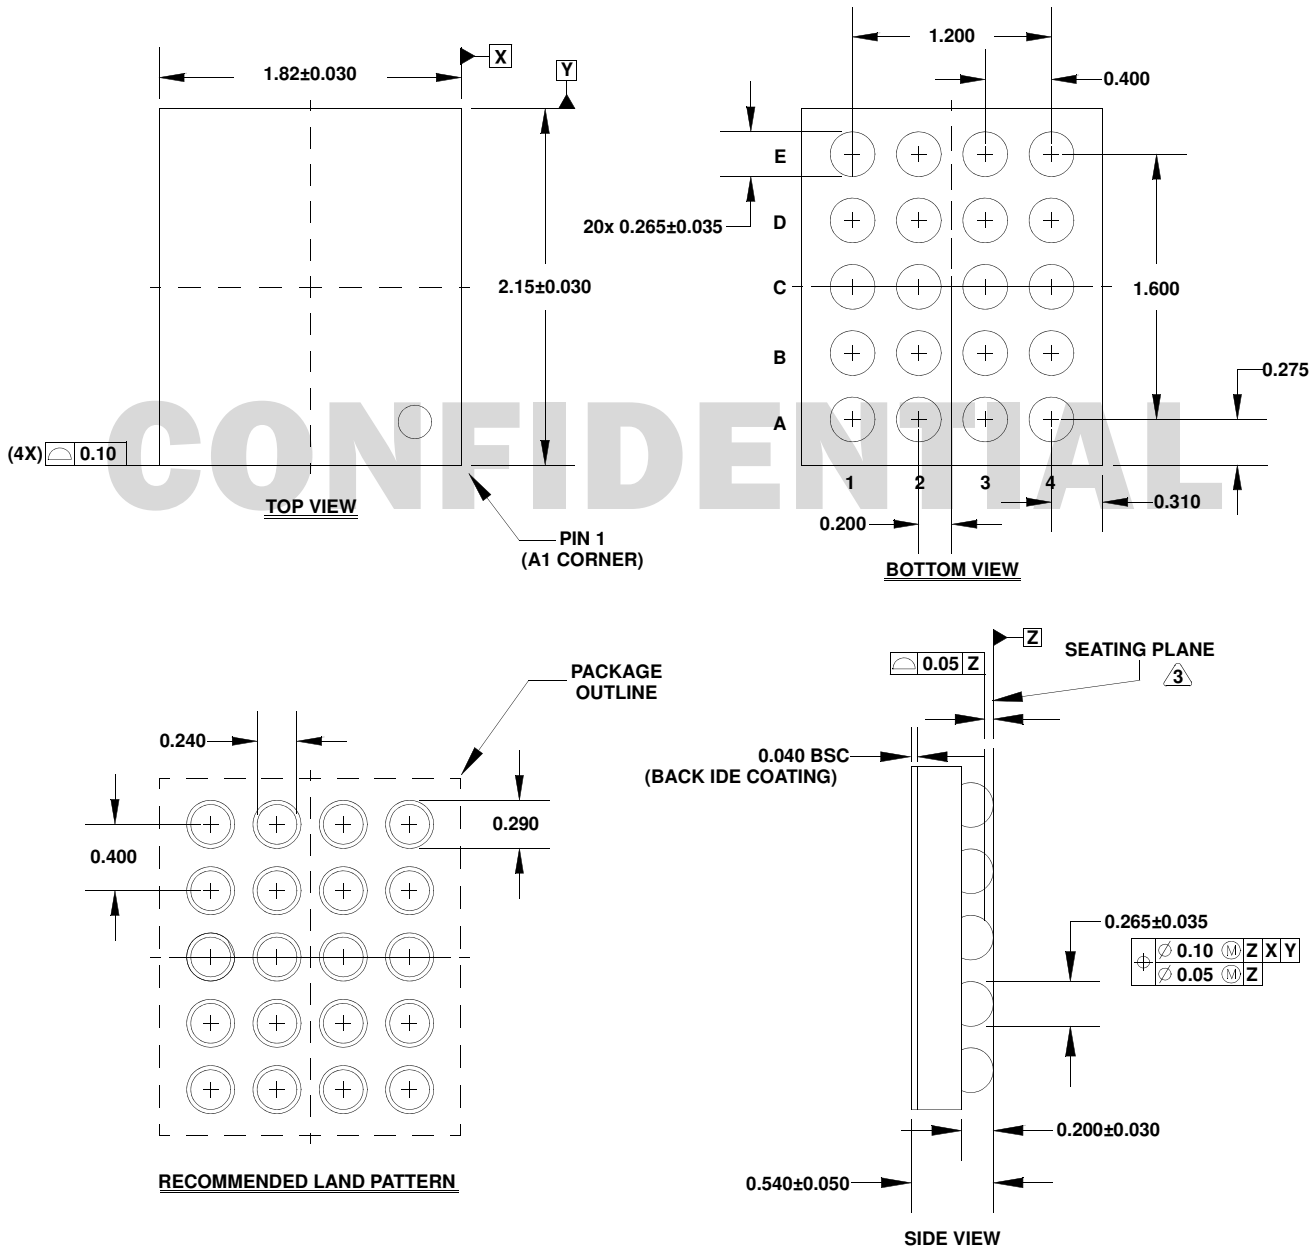 1.82±0.030
X
Y
2.15±0.030
(4X) ⌓ 0.10
TOP VIEW
PIN 1
(A1 CORNER)
1.200
0.400
E
D
C
B
A
20x 0.265±0.035
1.600
0.275
1 2 3 4
0.310
0.200
BOTTOM VIEW
CONFIDENTIAL
PACKAGE
OUTLINE
0.240
0.400
0.290
RECOMMENDED LAND PATTERN
Z
⌓ 0.05 Z
SEATING PLANE
3
0.040 BSC
(BACK IDE COATING)
0.265±0.035
⌖ ∅ 0.10 Ⓜ Z X Y
∅ 0.05 Ⓜ Z
0.200±0.030
0.540±0.050
SIDE VIEW